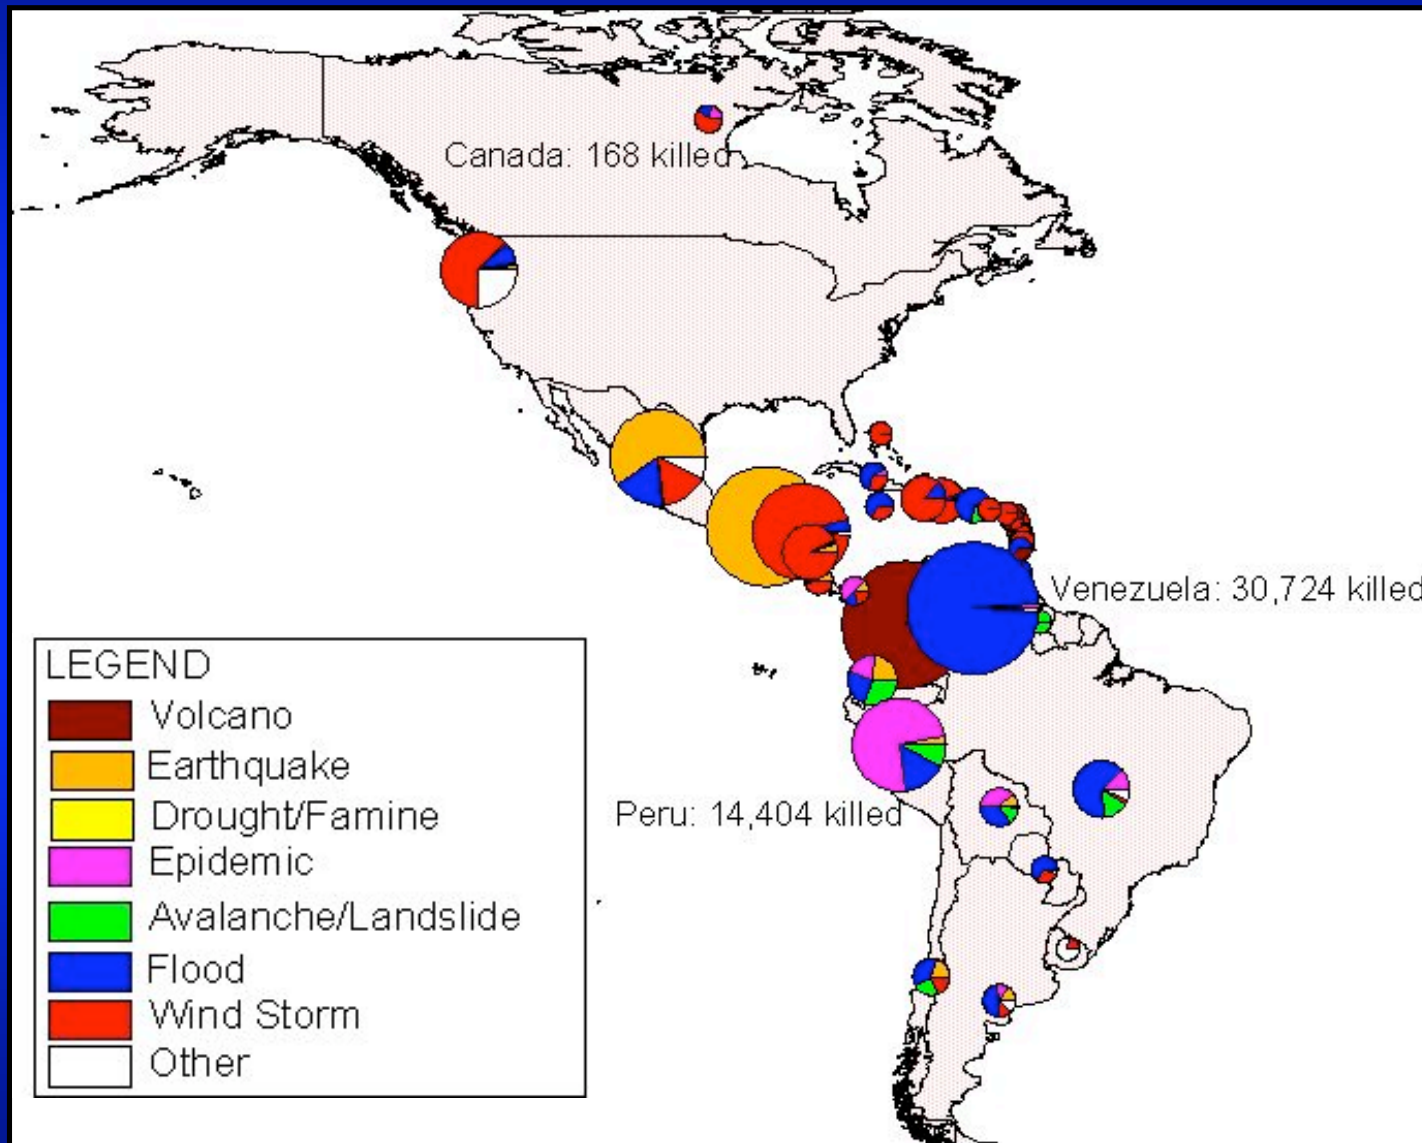 Canada: 168 killed
Venezuela: 30,724 killed
Peru: 14,404 killed
LEGEND
Volcano
Earthquake
Drought/Famine
Epidemic
Avalanche/Landslide
Flood
Wind Storm
Other